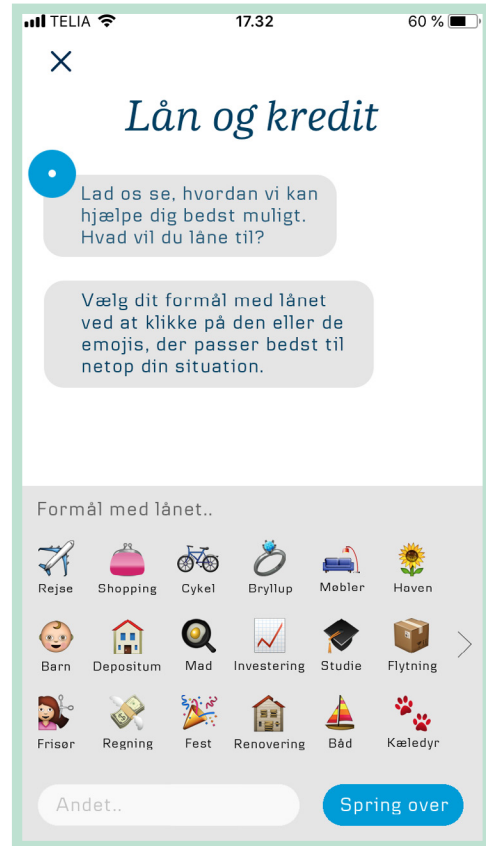 TELIA 17.32 60 %
Lån og kredit
Lad os se, hvordan vi kan
hjælpe dig bedst muligt.
Hvad vil du låne til?
Vælg dit formål med lånet
ved at klikke på den eller de
emojis, der passer bedst til
netop din situation.
Formål med lånet..
Rejse Shopping Cykel Bryllup Møbler Haven
Barn Depositum Mad Investering Studie Flytning
Frisør Regning Fest Renovering Båd Kæledyr
Andet.. Spring over